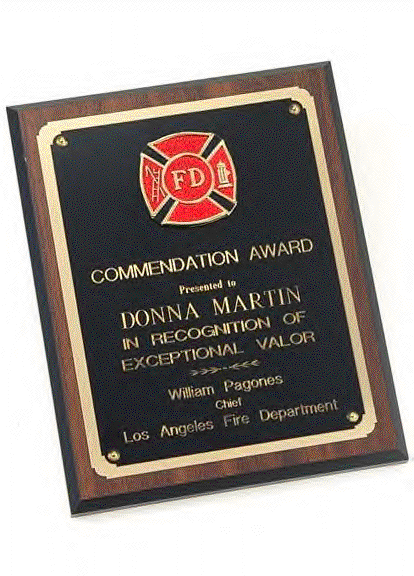 FD
COMMENDATION AWARD
Presented to
DONNA MARTIN
IN RECOGNITION OF
EXCEPTIONAL VALOR
William Pagones
Chief
Los Angeles Fire Department